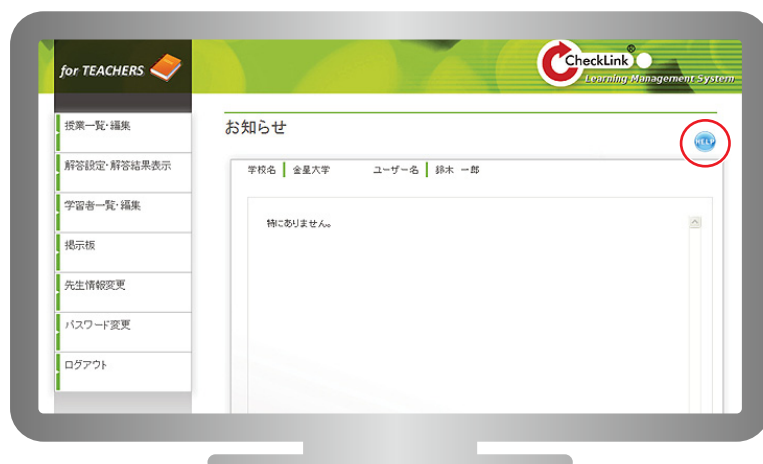 for TEACHERS
CheckLink®
Learning Management System
授業一覧・編集
解答設定・解答結果表示
学習者一覧・編集
掲示板
先生情報変更
パスワード変更
ログアウト
お知らせ
HELP
学校名 金星大学 ユーザー名 鈴木 一郎
特にありません。